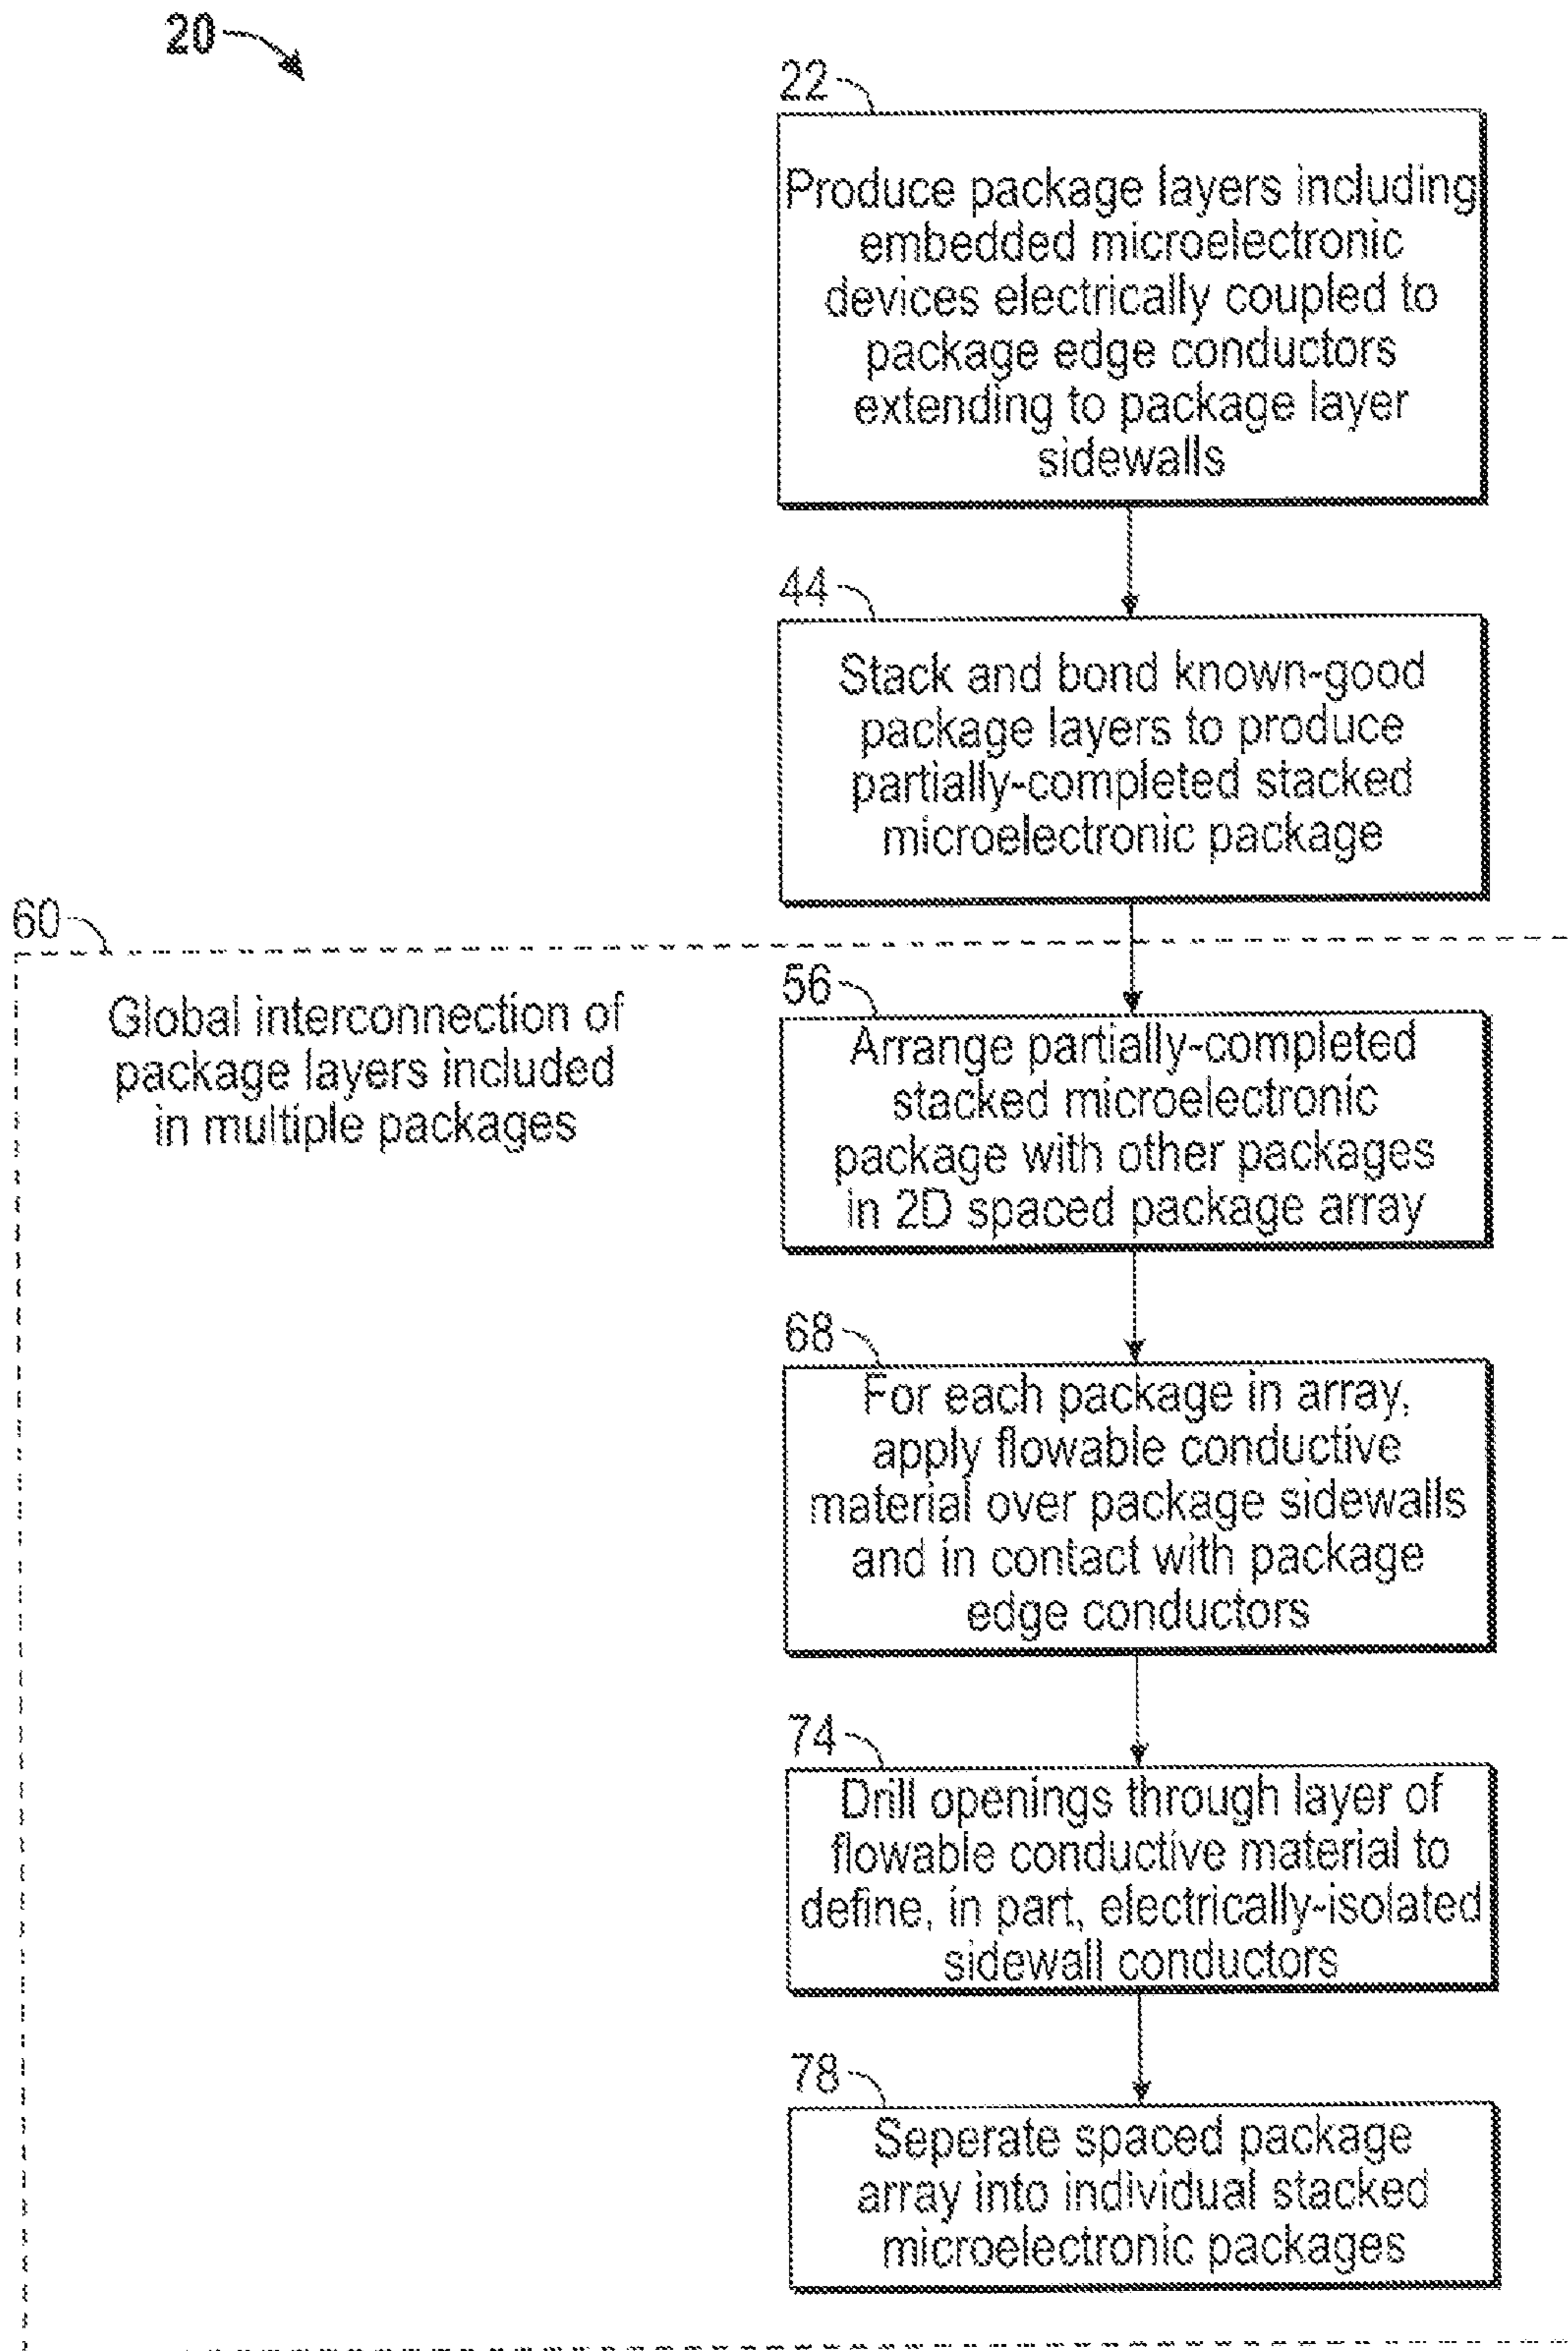 20
22
Produce package layers including
embedded microelectronic
devices electrically coupled to
package edge conductors
extending to package layer
sidewalls
44
Stack and bond known-good
package layers to produce
partially-completed stacked
microelectronic package
60
Global interconnection of
package layers included
in multiple packages
56
Arrange partially-completed
stacked microelectronic
package with other packages
in 2D spaced package array
68
For each package in array,
apply flowable conductive
material over package sidewalls
and in contact with package
edge conductors
74
Drill openings through layer of
flowable conductive material to
define, in part, electrically-isolated
sidewall conductors
78
Seperate spaced package
array into individual stacked
microelectronic packages